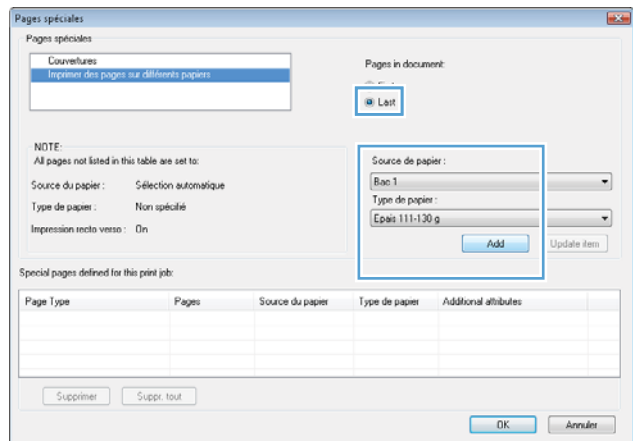 Pages spéciales
Pages spéciales
Couvertures
Imprimer des pages sur différents papiers
Pages in document:
Last
NOTE:
All pages not listed in this table are set to:
Source du papier : Sélection automatique
Type de papier : Non spécifié
Impression recto verso : On
Source de papier :
Bac 1
Type de papier :
Epais 111-130 g
Add Update item
Special pages defined for this print job:
Page Type Pages Source du papier Type de papier Additional attributes
Supprimer Suppr. tout
OK Annuler